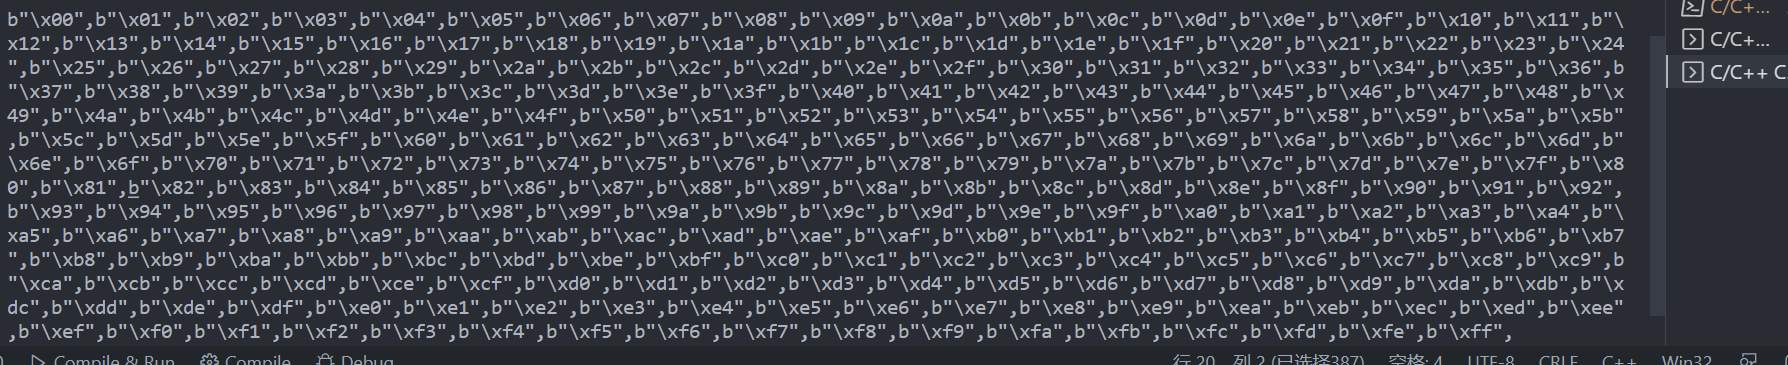 b"\x00",b"\x01",b"\x02",b"\x03",b"\x04",b"\x05",b"\x06",b"\x07",b"\x08",b"\x09",b"\x0a",b"\x0b",b"\x0c",b"\x0d",b"\x0e",b"\x0f",b"\x10",b"\x11",b"\
x12",b"\x13",b"\x14",b"\x15",b"\x16",b"\x17",b"\x18",b"\x19",b"\x1a",b"\x1b",b"\x1c",b"\x1d",b"\x1e",b"\x1f",b"\x20",b"\x21",b"\x22",b"\x23",b"\x24
",b"\x25",b"\x26",b"\x27",b"\x28",b"\x29",b"\x2a",b"\x2b",b"\x2c",b"\x2d",b"\x2e",b"\x2f",b"\x30",b"\x31",b"\x32",b"\x33",b"\x34",b"\x35",b"\x36",b
"\x37",b"\x38",b"\x39",b"\x3a",b"\x3b",b"\x3c",b"\x3d",b"\x3e",b"\x3f",b"\x40",b"\x41",b"\x42",b"\x43",b"\x44",b"\x45",b"\x46",b"\x47",b"\x48",b"\x
49",b"\x4a",b"\x4b",b"\x4c",b"\x4d",b"\x4e",b"\x4f",b"\x50",b"\x51",b"\x52",b"\x53",b"\x54",b"\x55",b"\x56",b"\x57",b"\x58",b"\x59",b"\x5a",b"\x5b"
,b"\x5c",b"\x5d",b"\x5e",b"\x5f",b"\x60",b"\x61",b"\x62",b"\x63",b"\x64",b"\x65",b"\x66",b"\x67",b"\x68",b"\x69",b"\x6a",b"\x6b",b"\x6c",b"\x6d",b"
\x6e",b"\x6f",b"\x70",b"\x71",b"\x72",b"\x73",b"\x74",b"\x75",b"\x76",b"\x77",b"\x78",b"\x79",b"\x7a",b"\x7b",b"\x7c",b"\x7d",b"\x7e",b"\x7f",b"\x8
0",b"\x81",b"\x82",b"\x83",b"\x84",b"\x85",b"\x86",b"\x87",b"\x88",b"\x89",b"\x8a",b"\x8b",b"\x8c",b"\x8d",b"\x8e",b"\x8f",b"\x90",b"\x91",b"\x92",
b"\x93",b"\x94",b"\x95",b"\x96",b"\x97",b"\x98",b"\x99",b"\x9a",b"\x9b",b"\x9c",b"\x9d",b"\x9e",b"\x9f",b"\xa0",b"\xa1",b"\xa2",b"\xa3",b"\xa4",b"\
xa5",b"\xa6",b"\xa7",b"\xa8",b"\xa9",b"\xaa",b"\xab",b"\xac",b"\xad",b"\xae",b"\xaf",b"\xb0",b"\xb1",b"\xb2",b"\xb3",b"\xb4",b"\xb5",b"\xb6",b"\xb7
",b"\xb8",b"\xb9",b"\xba",b"\xbb",b"\xbc",b"\xbd",b"\xbe",b"\xbf",b"\xc0",b"\xc1",b"\xc2",b"\xc3",b"\xc4",b"\xc5",b"\xc6",b"\xc7",b"\xc8",b"\xc9",b
"\xca",b"\xcb",b"\xcc",b"\xcd",b"\xce",b"\xcf",b"\xd0",b"\xd1",b"\xd2",b"\xd3",b"\xd4",b"\xd5",b"\xd6",b"\xd7",b"\xd8",b"\xd9",b"\xda",b"\xdb",b"\x
dc",b"\xdd",b"\xde",b"\xdf",b"\xe0",b"\xe1",b"\xe2",b"\xe3",b"\xe4",b"\xe5",b"\xe6",b"\xe7",b"\xe8",b"\xe9",b"\xea",b"\xeb",b"\xec",b"\xed",b"\xee"
,b"\xef",b"\xf0",b"\xf1",b"\xf2",b"\xf3",b"\xf4",b"\xf5",b"\xf6",b"\xf7",b"\xf8",b"\xf9",b"\xfa",b"\xfb",b"\xfc",b"\xfd",b"\xfe",b"\xff",
C/C+...
C/C+...
C/C++ C
Compile & Run Compile Debug 行 20, 列 2 (已选择387) 空格: 4 UTF-8 CRLF C++ Win32